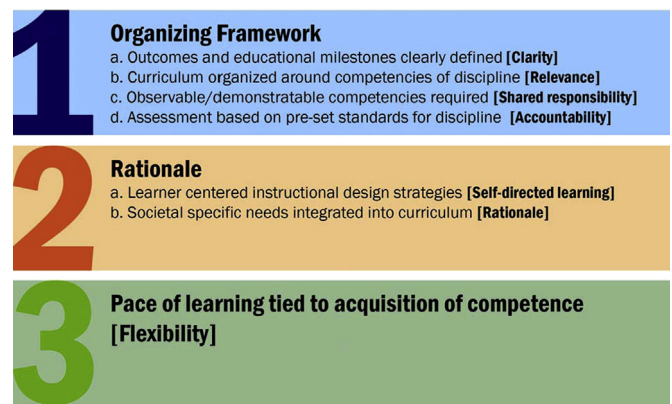 1
Organizing Framework
a. Outcomes and educational milestones clearly defined [Clarity]
b. Curriculum organized around competencies of discipline [Relevance]
c. Observable/demonstratable competencies required [Shared responsibility]
d. Assessment based on pre-set standards for discipline [Accountability]
2
Rationale
a. Learner centered instructional design strategies [Self-directed learning]
b. Societal specific needs integrated into curriculum [Rationale]
3
Pace of learning tied to acquisition of competence
[Flexibility]